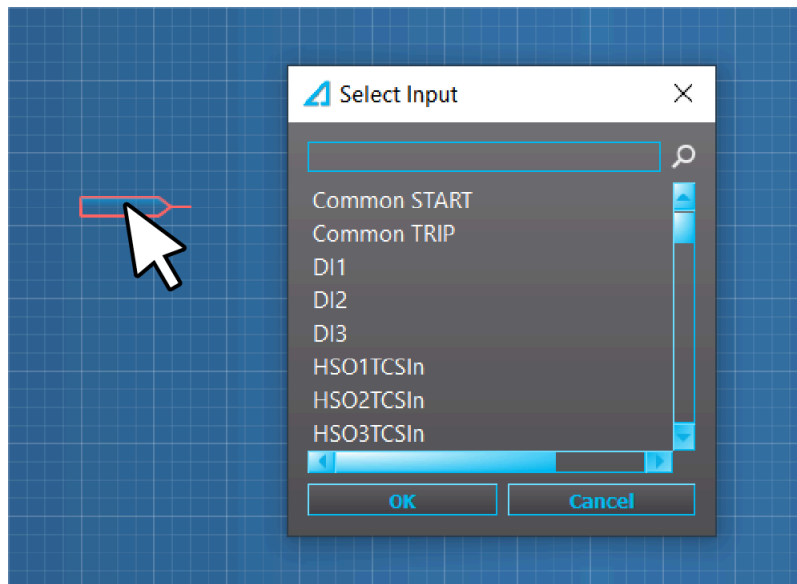 Select Input
Common START
Common TRIP
DI1
DI2
DI3
HSO1TCSIn
HSO2TCSIn
HSO3TCSIn
OK
Cancel